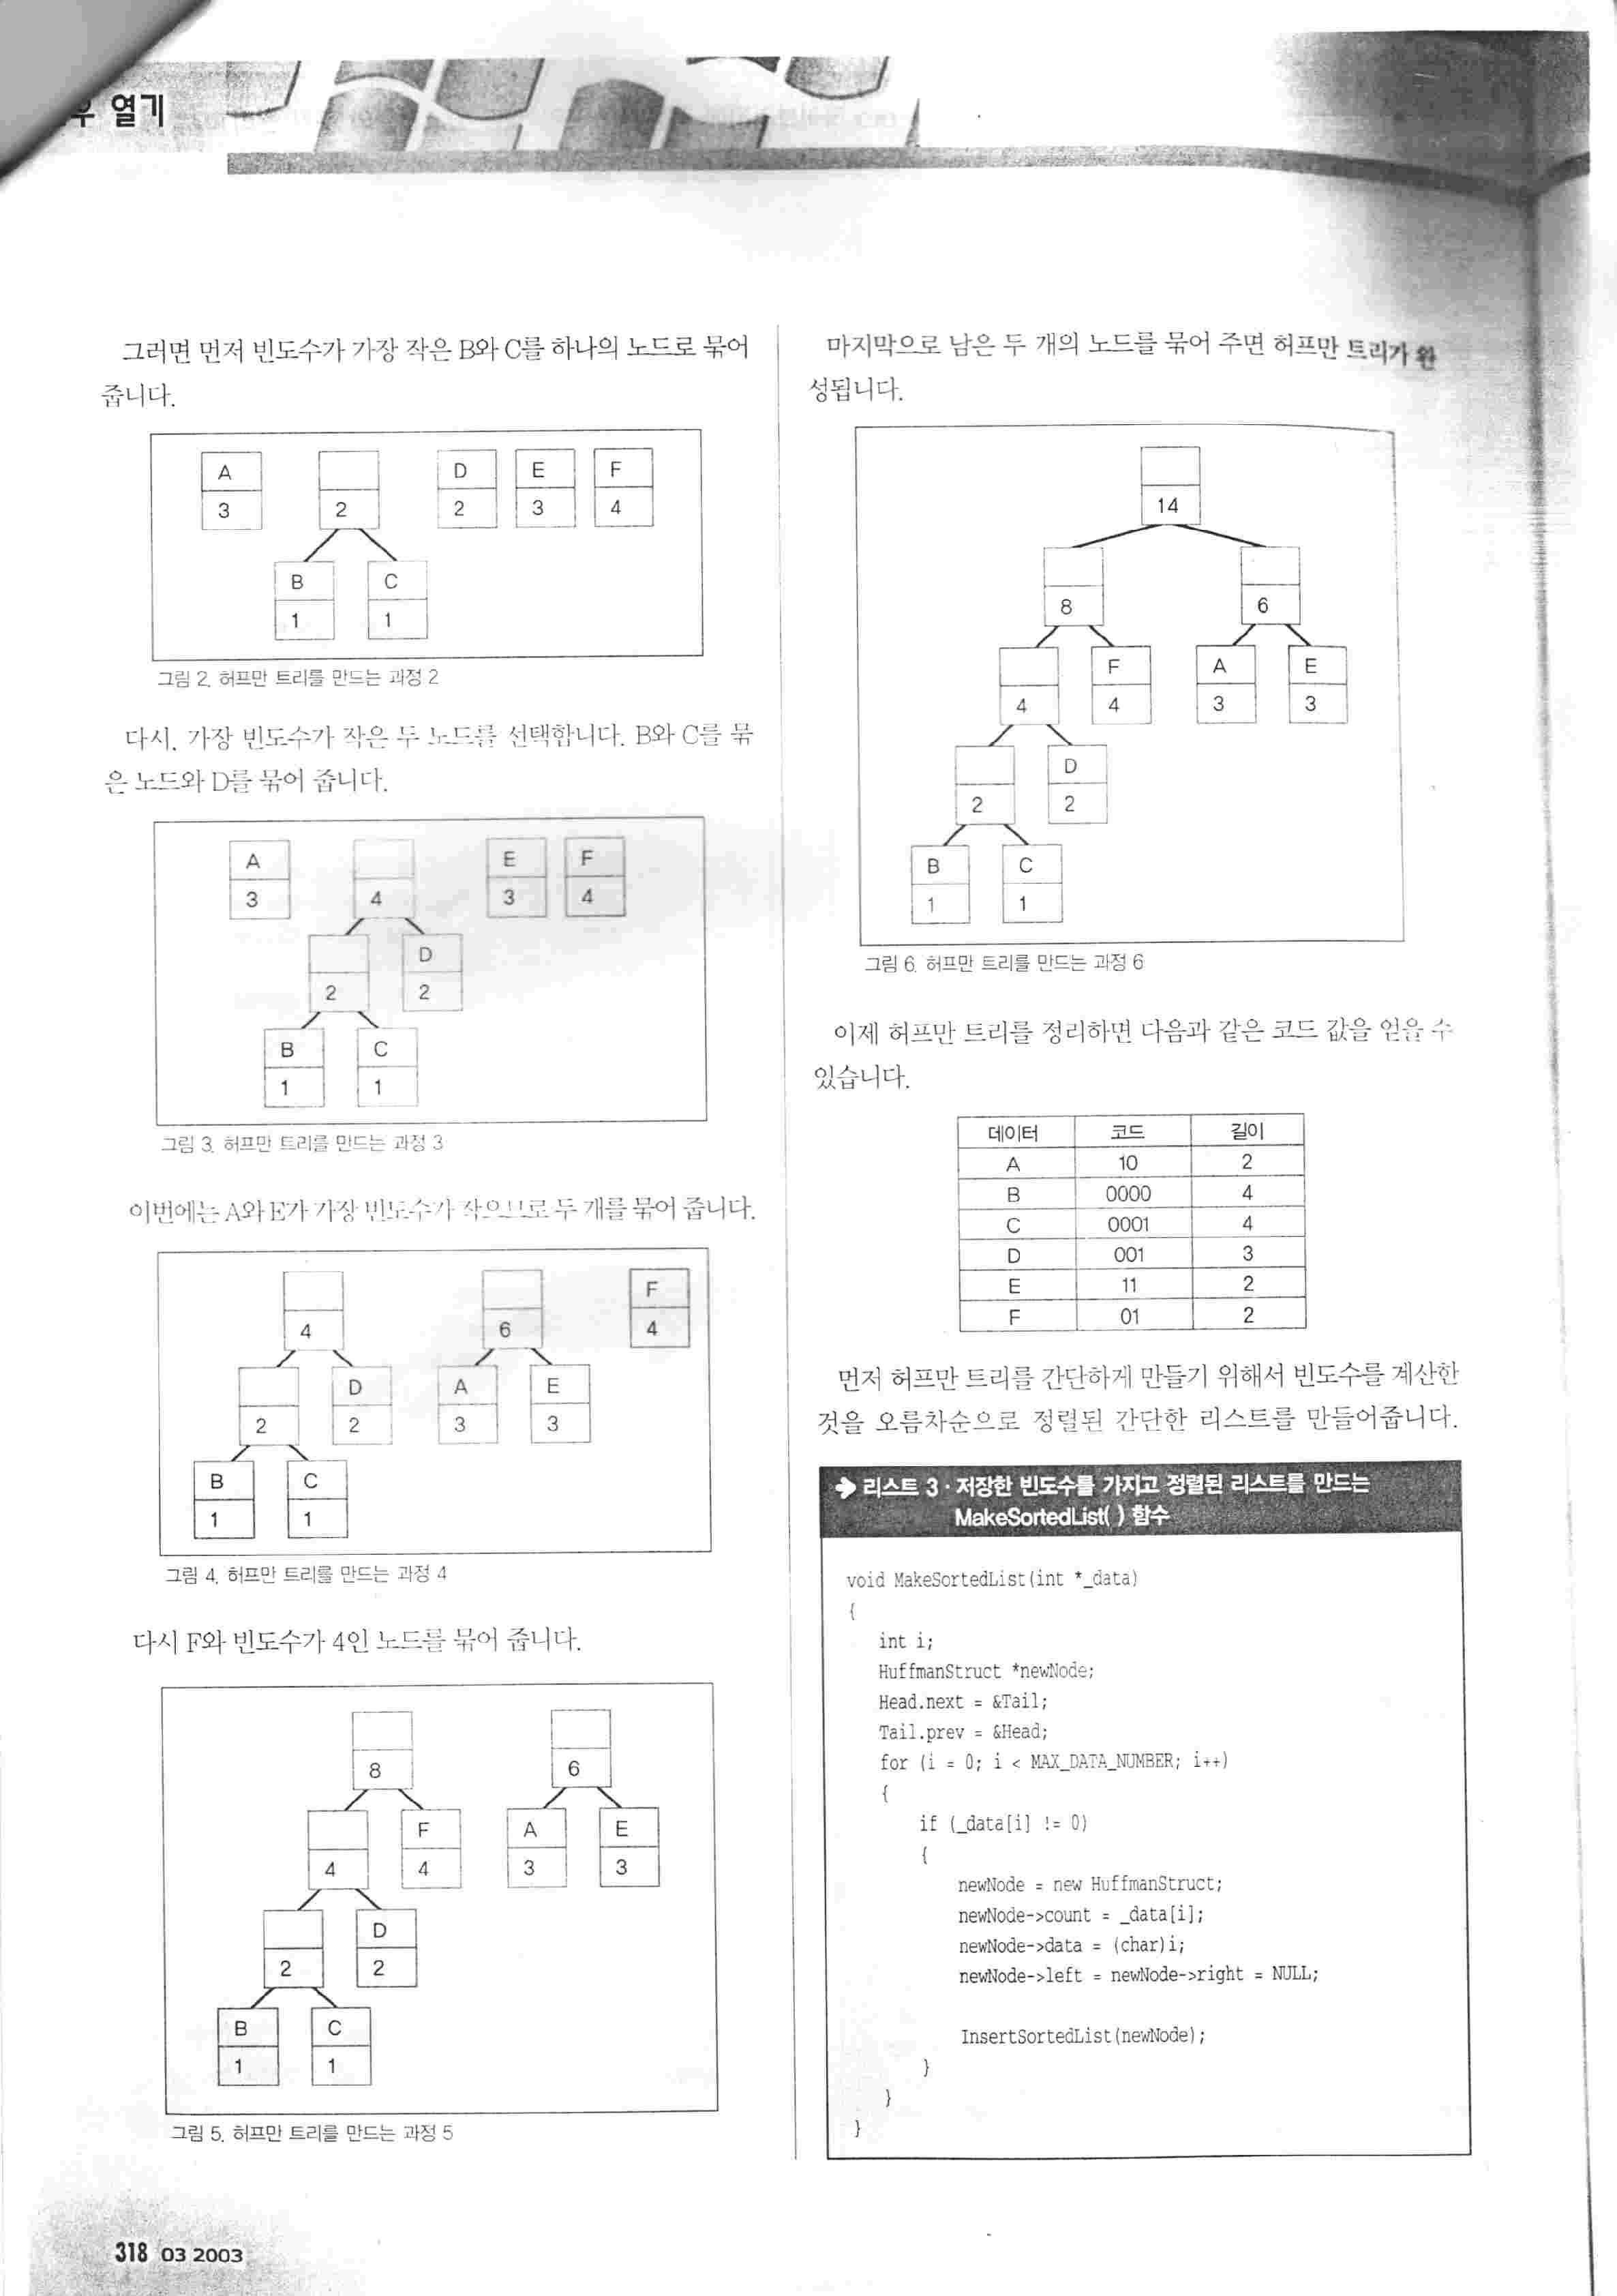 우 열기
그러면 먼저 빈도수가 가장 작은 B와 C를 하나의 노드로 묶어
줍니다.
A D E F
3 2 2 3 4
B C
1 1
그림 2. 허프만 트리를 만드는 과정 2
다시, 가장 빈도수가 작은 두 노드를 선택합니다. B와 C를 묶
은 노드와 D를 묶어 줍니다.
A E F
3 4 3 4
D
2 2
B C
1 1
그림 3. 허프만 트리를 만드는 과정 3
이번에는 A와 E가 가장 빈도수가 작으므로 두 개를 묶어 줍니다.
F
4 6 4
D A E
2 2 3 3
B C
1 1
그림 4. 허프만 트리를 만드는 과정 4
다시 F와 빈도수가 4인 노드를 묶어 줍니다.
8 6
F A E
4 4 3 3
D
2 2
B C
1 1
그림 5. 허프만 트리를 만드는 과정 5
마지막으로 남은 두 개의 노드를 묶어 주면 허프만 트리가 완
성됩니다.
14
8 6
F A E
4 4 3 3
D
2 2
B C
1 1
그림 6. 허프만 트리를 만드는 과정 6
이제 허프만 트리를 정리하면 다음과 같은 코드 값을 얻을 수
있습니다.
데이터 코드 길이
A 10 2
B 0000 4
C 0001 4
D 001 3
E 11 2
F 01 2
먼저 허프만 트리를 간단하게 만들기 위해서 빈도수를 계산한
것을 오름차순으로 정렬된 간단한 리스트를 만들어줍니다.
리스트 3 · 저장한 빈도수를 가지고 정렬된 리스트를 만드는
MakeSortedList( ) 함수
void MakeSortedList(int *_data)
{
int i;
HuffmanStruct *newNode;
Head.next = &Tail;
Tail.prev = &Head;
for (i = 0; i < MAX_DATA_NUMBER; i++)
{
if (_data[i] != 0)
{
newNode = new HuffmanStruct;
newNode->count = _data[i];
newNode->data = (char)i;
newNode->left = newNode->right = NULL;
InsertSortedList(newNode);
}
}
}
318 03 2003